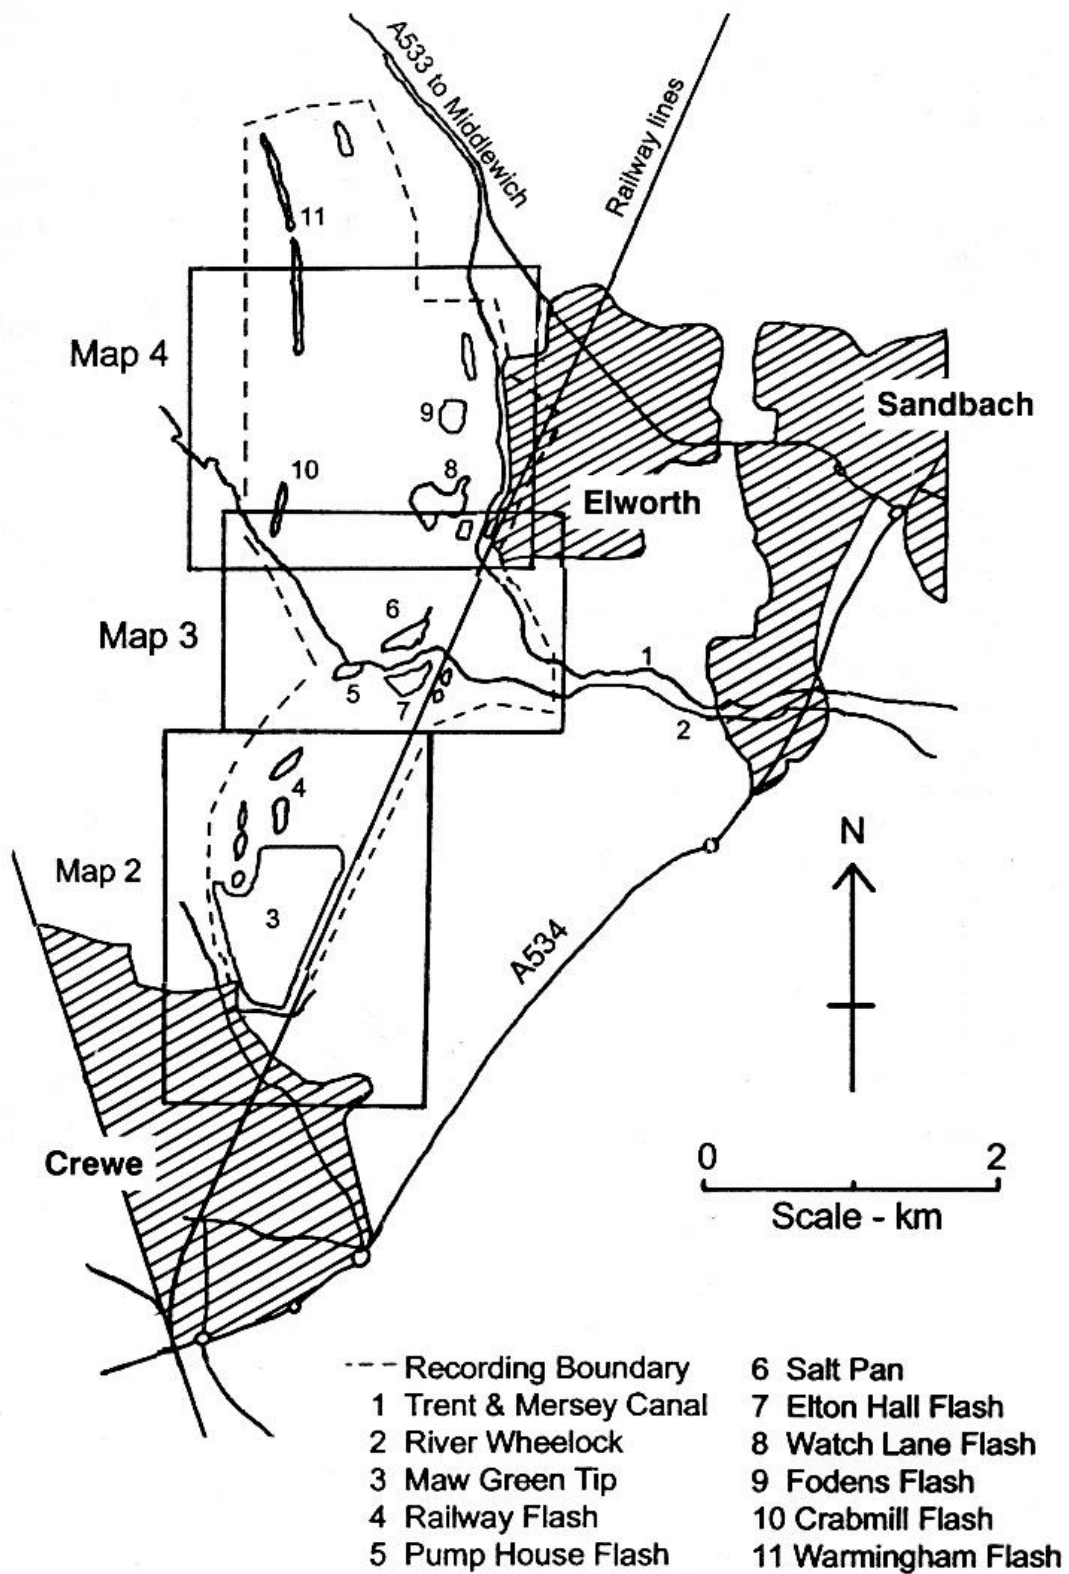 A533 to Middlewich
Railway lines
11
Map 4
Sandbach
9
10
8
Elworth
6
Map 3
1
5
7
2
4
N
Map 2
3
A534
0 2
Crewe
Scale - km
--- Recording Boundary
1 Trent & Mersey Canal
2 River Wheelock
3 Maw Green Tip
4 Railway Flash
5 Pump House Flash
6 Salt Pan
7 Elton Hall Flash
8 Watch Lane Flash
9 Fodens Flash
10 Crabmill Flash
11 Warmingham Flash